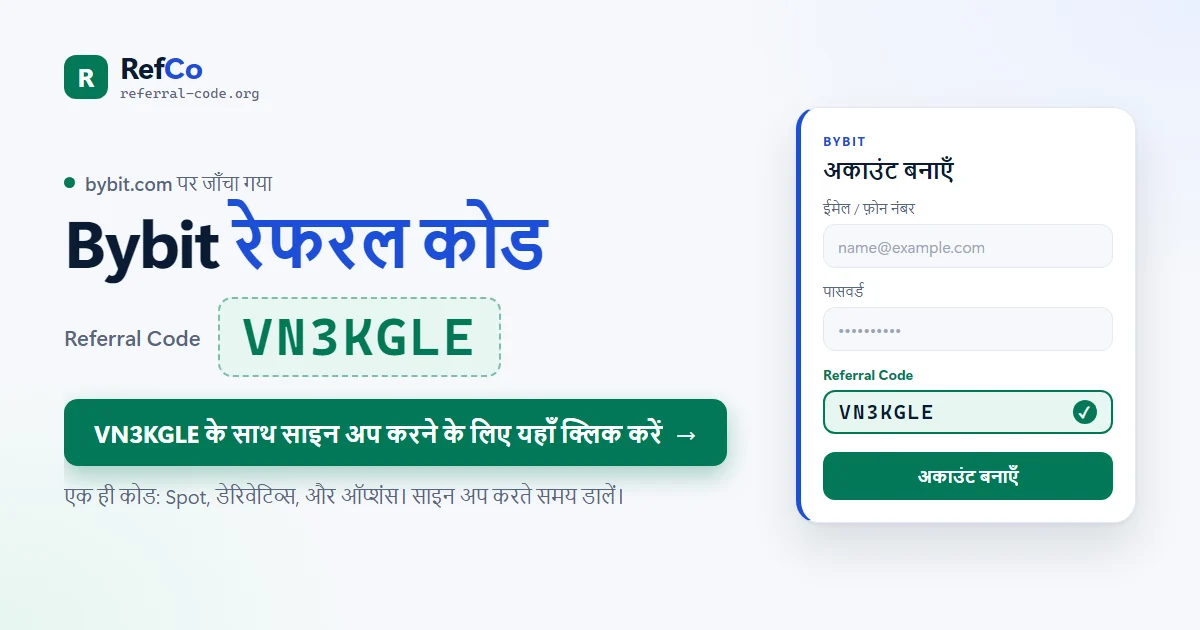 R
RefCo
referral-code.org
bybit.com पर जाँचा गया
Bybit रेफरल कोड
Referral Code
VN3KGLE
VN3KGLE के साथ साइन अप करने के लिए यहाँ क्लिक करें →
एक ही कोड: Spot, डेरिवेटिव्स, और ऑप्शंस। साइन अप करते समय डालें।
BYBIT
अकाउंट बनाएँ
ईमेल / फ़ोन नंबर
name@example.com
पासवर्ड
••••••••••
Referral Code
VN3KGLE ✓
अकाउंट बनाएँ